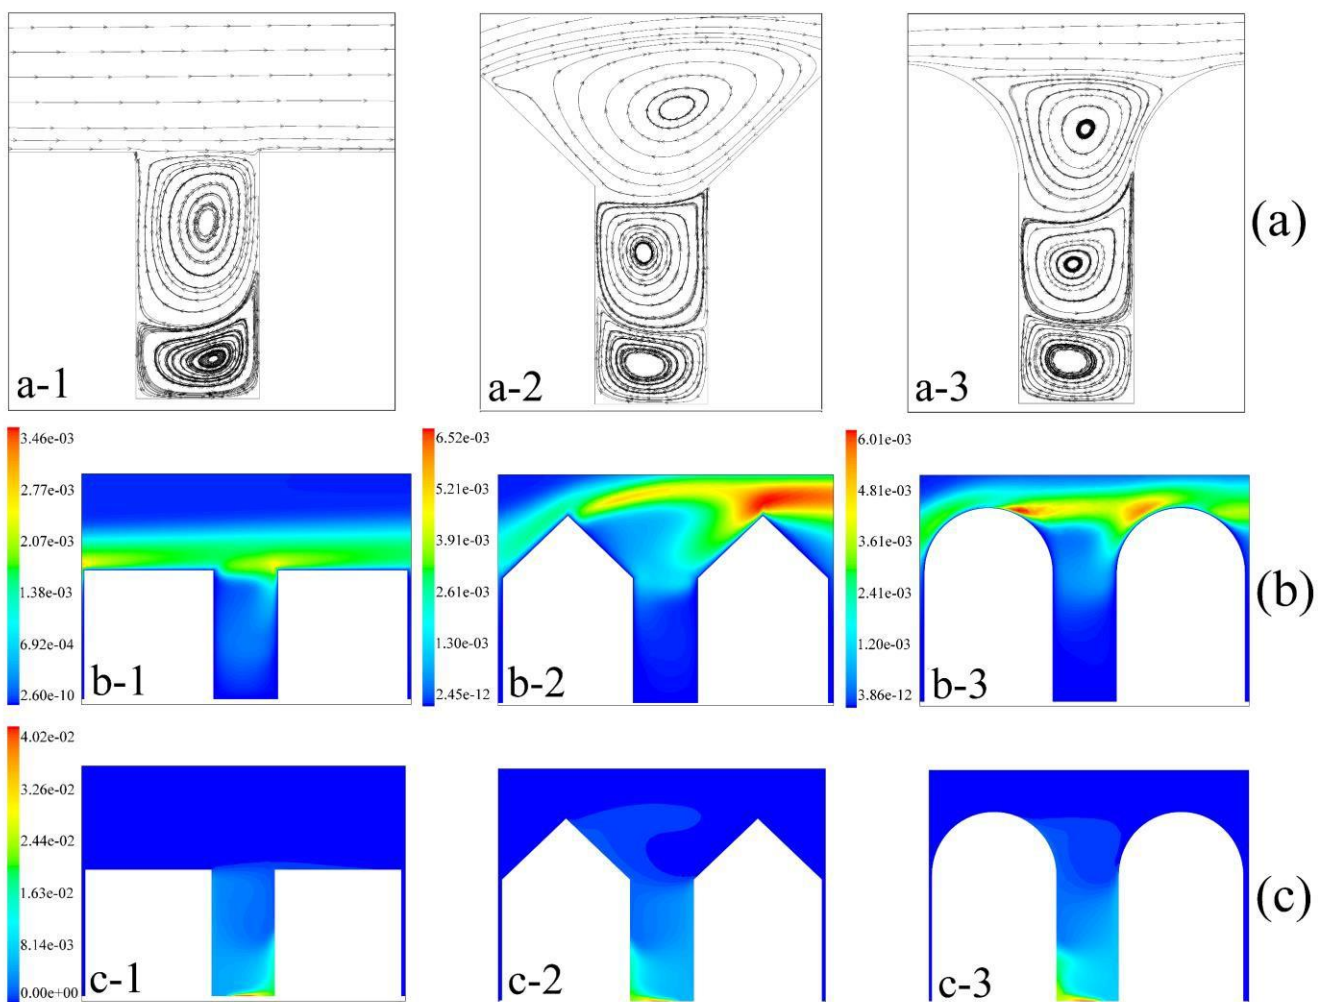 a-1
a-2
a-3
(a)
3.46e-03
2.77e-03
2.07e-03
1.38e-03
6.92e-04
2.60e-10
b-1
6.52e-03
5.21e-03
3.91e-03
2.61e-03
1.30e-03
2.45e-12
b-2
6.01e-03
4.81e-03
3.61e-03
2.41e-03
1.20e-03
3.86e-12
b-3
(b)
4.02e-02
3.26e-02
2.44e-02
1.63e-02
8.14e-03
0.00e+00
c-1
c-2
c-3
(c)